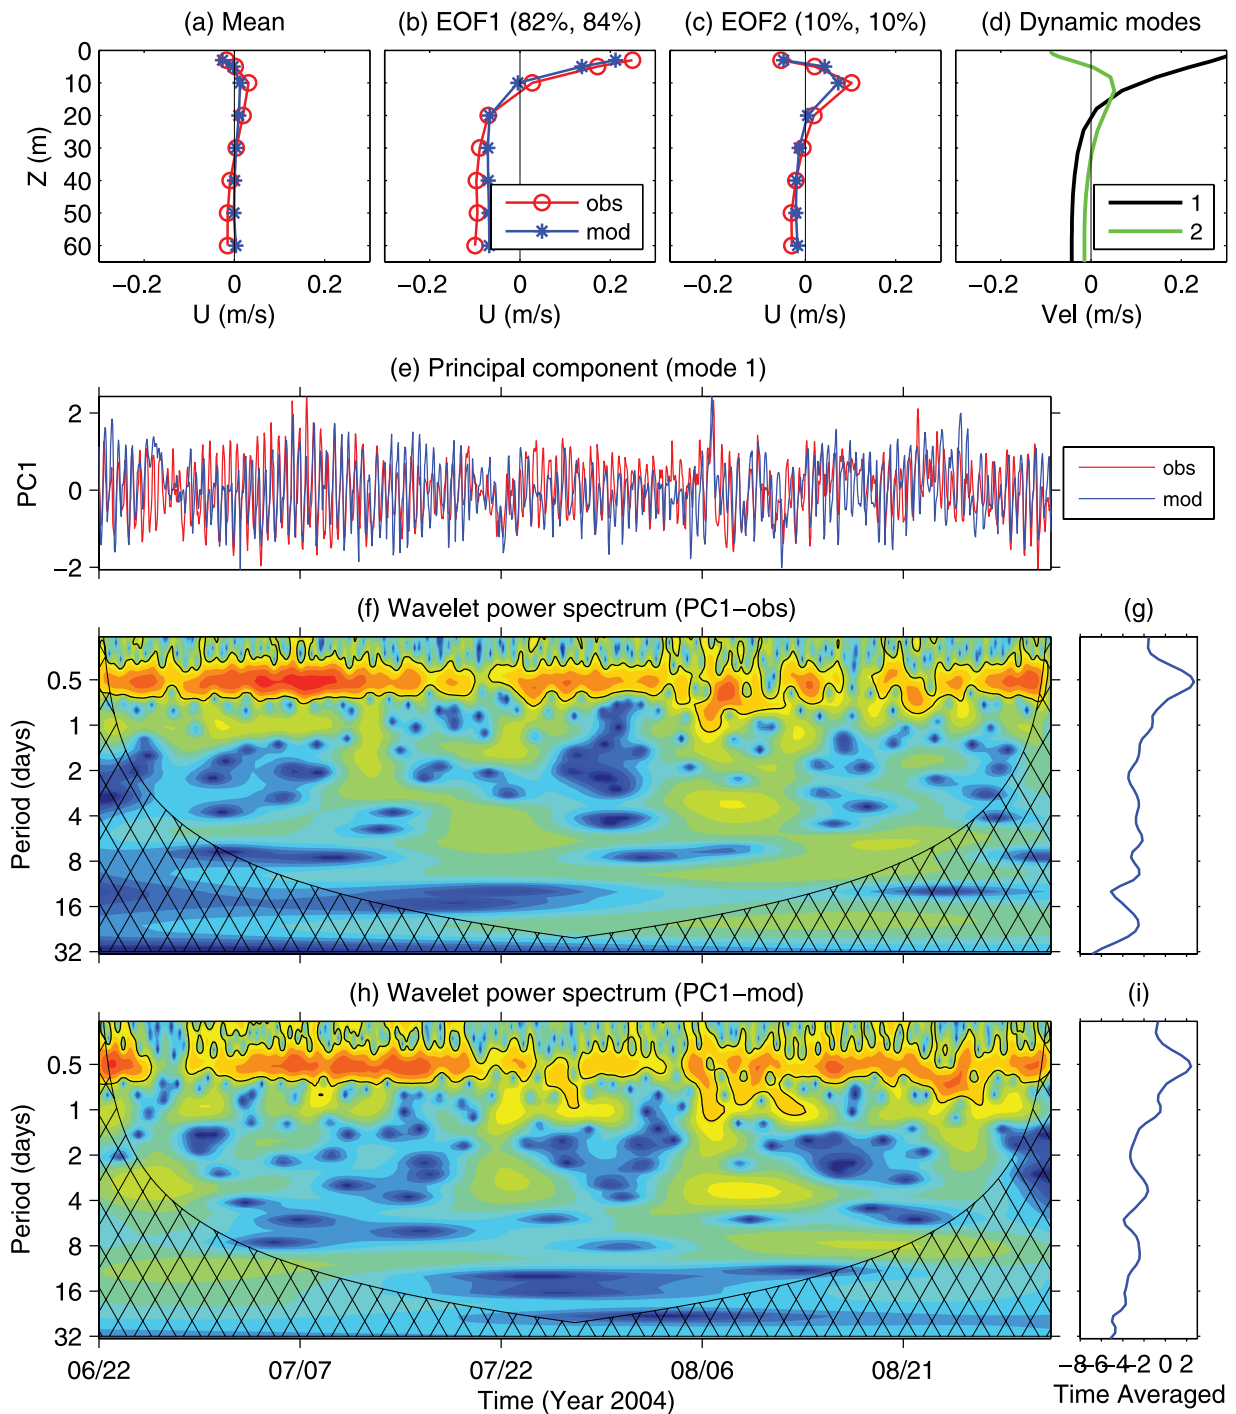 (a) Mean
(b) EOF1 (82%, 84%)
(c) EOF2 (10%, 10%)
(d) Dynamic modes
0
10
20
30
40
50
60
Z (m)
obs
mod
1
2
−0.2 0 0.2
−0.2 0 0.2
−0.2 0 0.2
−0.2 0 0.2
U (m/s)
U (m/s)
U (m/s)
Vel (m/s)
(e) Principal component (mode 1)
2
0
−2
PC1
obs
mod
(f) Wavelet power spectrum (PC1−obs)
(g)
0.5
1
2
4
8
16
32
Period (days)
(h) Wavelet power spectrum (PC1−mod)
(i)
0.5
1
2
4
8
16
32
Period (days)
06/22 07/07 07/22 08/06 08/21
−8−6−4−2 0 2
Time (Year 2004)
Time Averaged